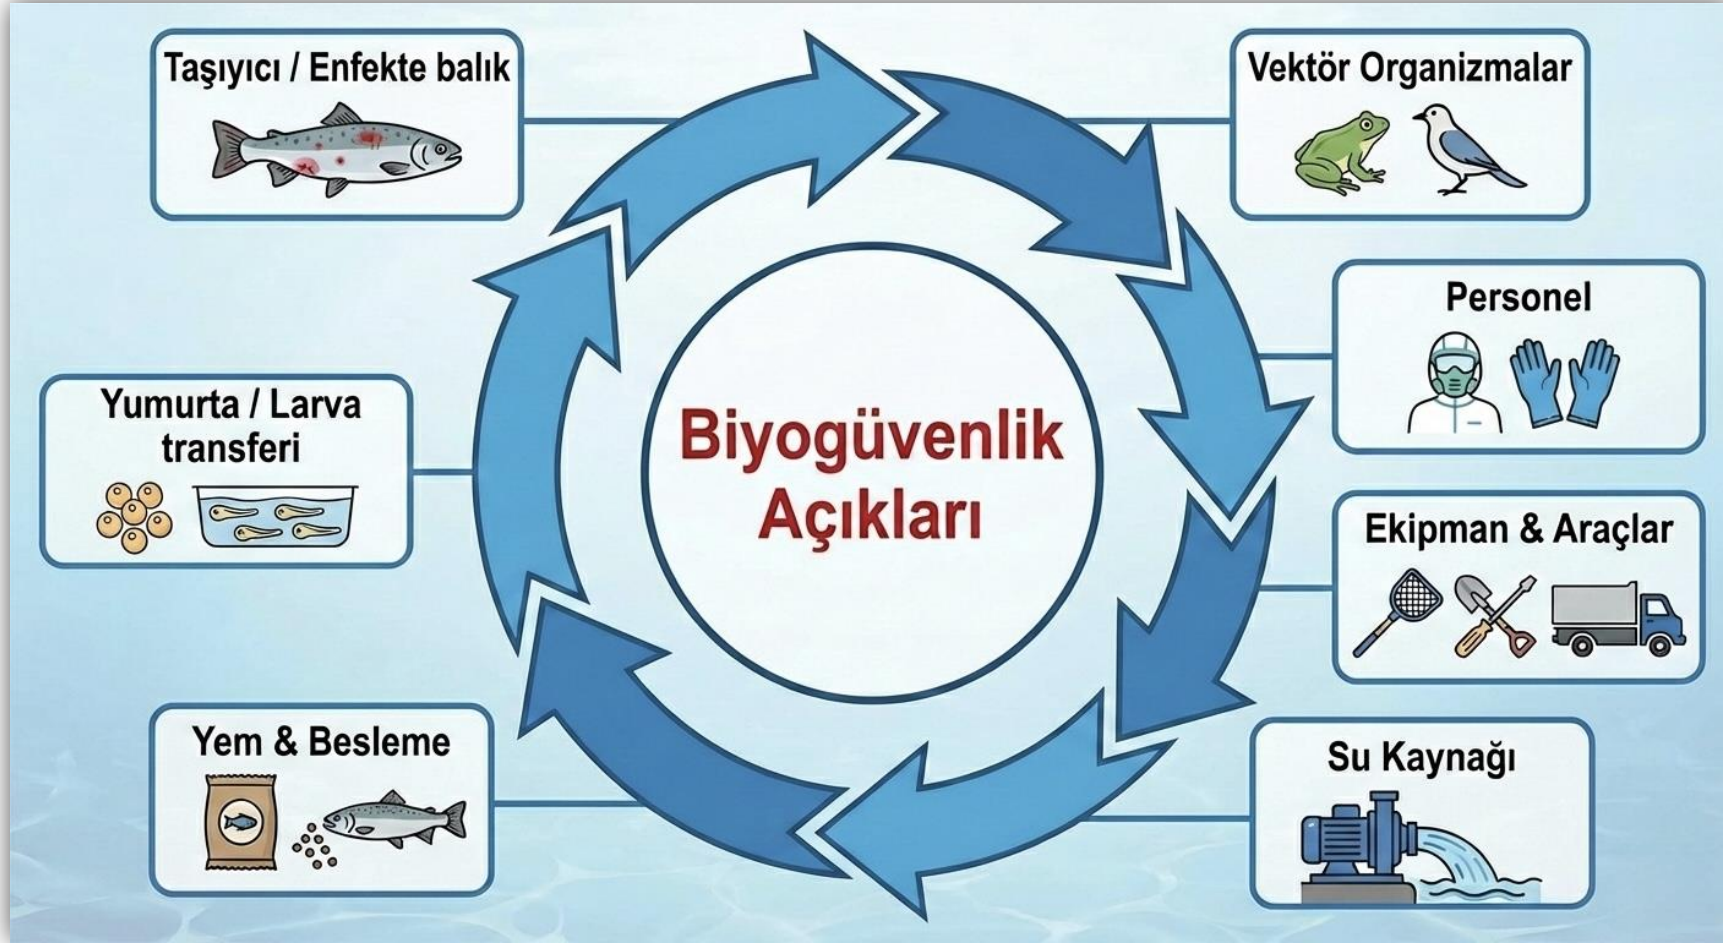 Taşıyıcı / Enfekte balık
Vektör Organizmalar
Personel
Yumurta / Larva
transferi
Biyogüvenlik
Açıkları
Ekipman & Araçlar
Yem & Besleme
Su Kaynağı